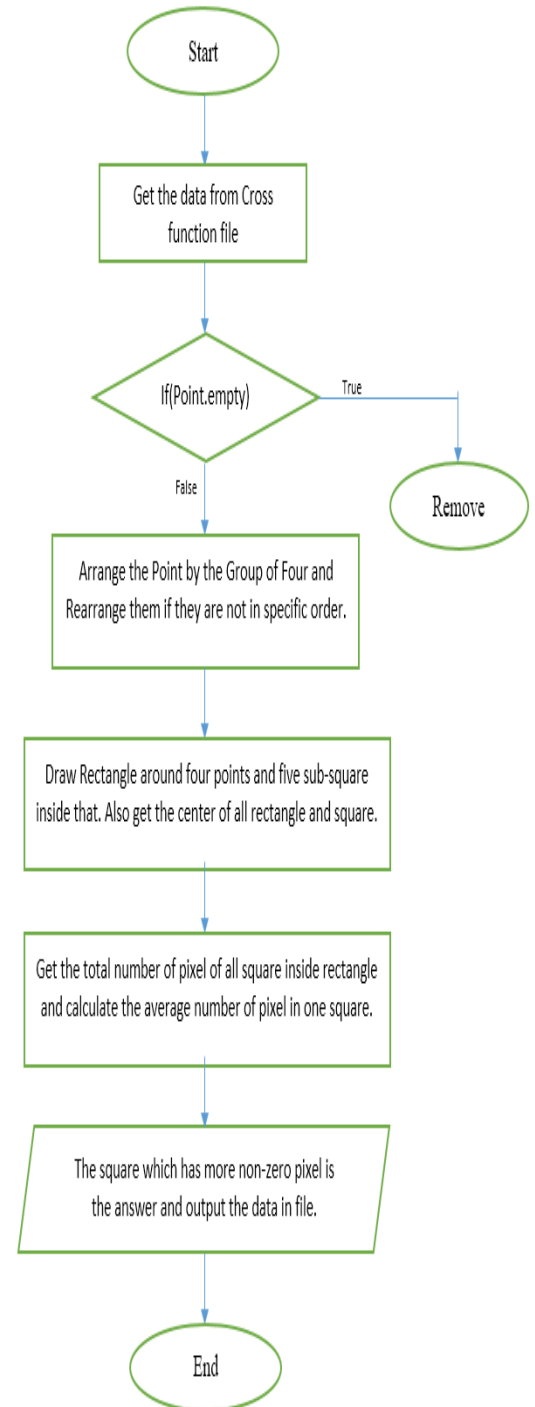 Start
Get the data from Cross
function file
If(Point.empty)
True
Remove
False
Arrange the Point by the Group of Four and
Rearrange them if they are not in specific order.
Draw Rectangle around four points and five sub-square
inside that. Also get the center of all rectangle and square.
Get the total number of pixel of all square inside rectangle
and calculate the average number of pixel in one square.
The square which has more non-zero pixel is
the answer and output the data in file.
End